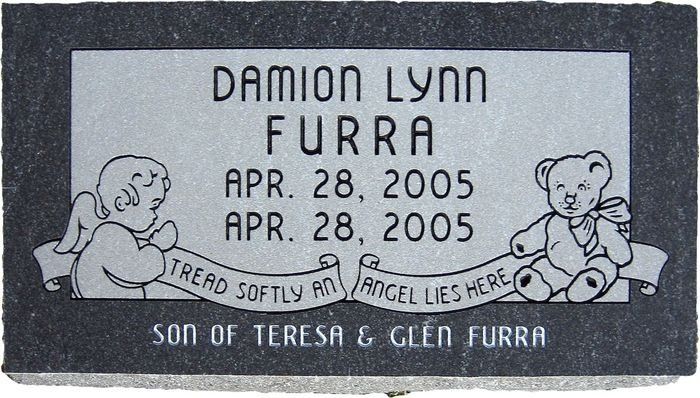 DAMION LYNN
FURRA
APR. 28, 2005
APR. 28, 2005
TREAD SOFTLY AN ANGEL LIES HERE
SON OF TERESA & GLEN FURRA